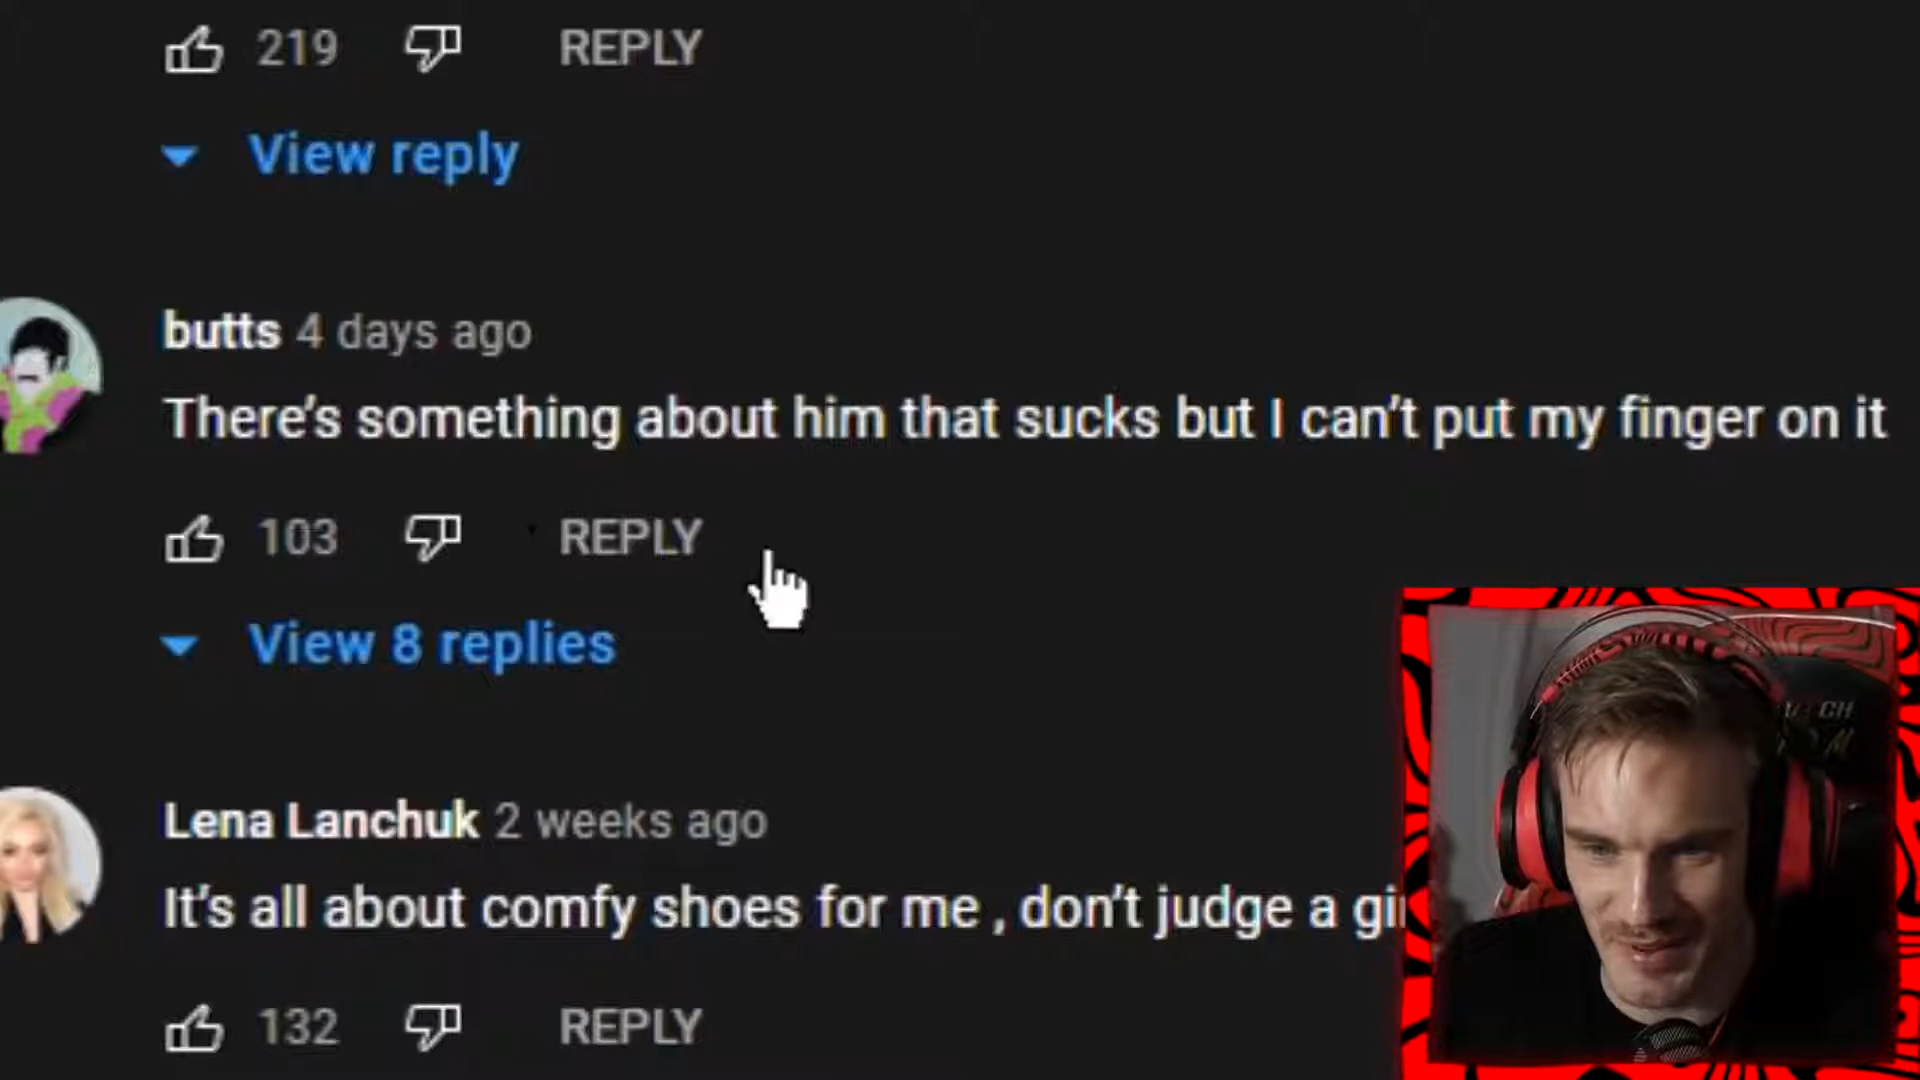 219 REPLY
View reply
butts 4 days ago
There's something about him that sucks but I can't put my finger on it
103 REPLY
View 8 replies
Lena Lanchuk 2 weeks ago
It's all about comfy shoes for me , don't judge a
132 REPLY